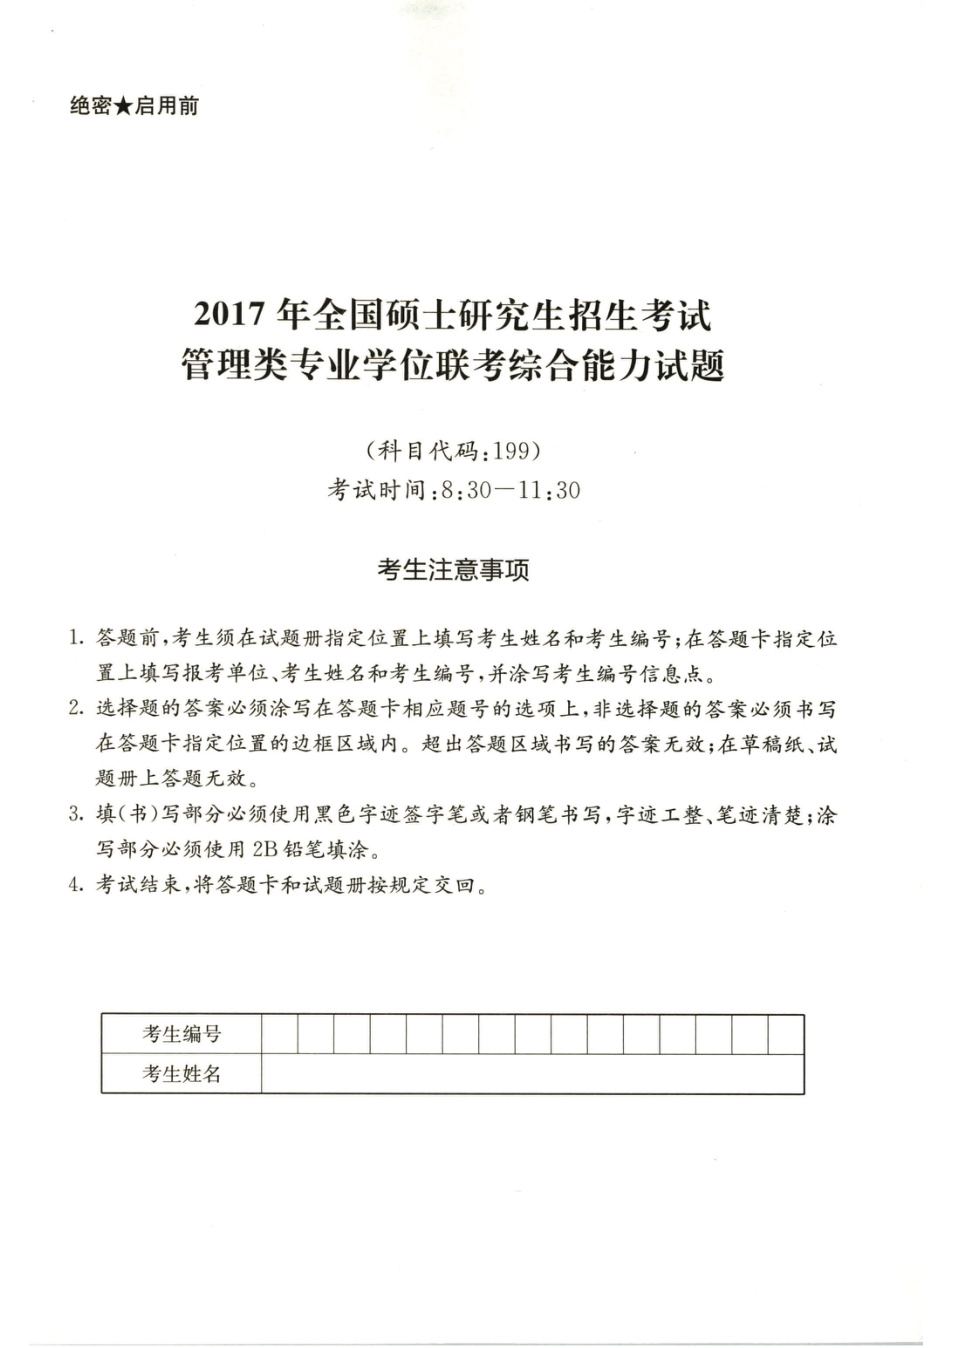 绝密★启用前
2017 年全国硕士研究生招生考试
管理类专业学位联考综合能力试题
(科目代码:199)
考试时间:8:30—11:30
考生注意事项
1. 答题前,考生须在试题册指定位置上填写考生姓名和考生编号;在答题卡指定位
置上填写报考单位、考生姓名和考生编号,并涂写考生编号信息点。
2. 选择题的答案必须涂写在答题卡相应题号的选项上,非选择题的答案必须书写
在答题卡指定位置的边框区域内。超出答题区域书写的答案无效;在草稿纸、试
题册上答题无效。
3. 填(书)写部分必须使用黑色字迹签字笔或者钢笔书写,字迹工整、笔迹清楚;涂
写部分必须使用 2B 铅笔填涂。
4. 考试结束,将答题卡和试题册按规定交回。
考生编号
考生姓名